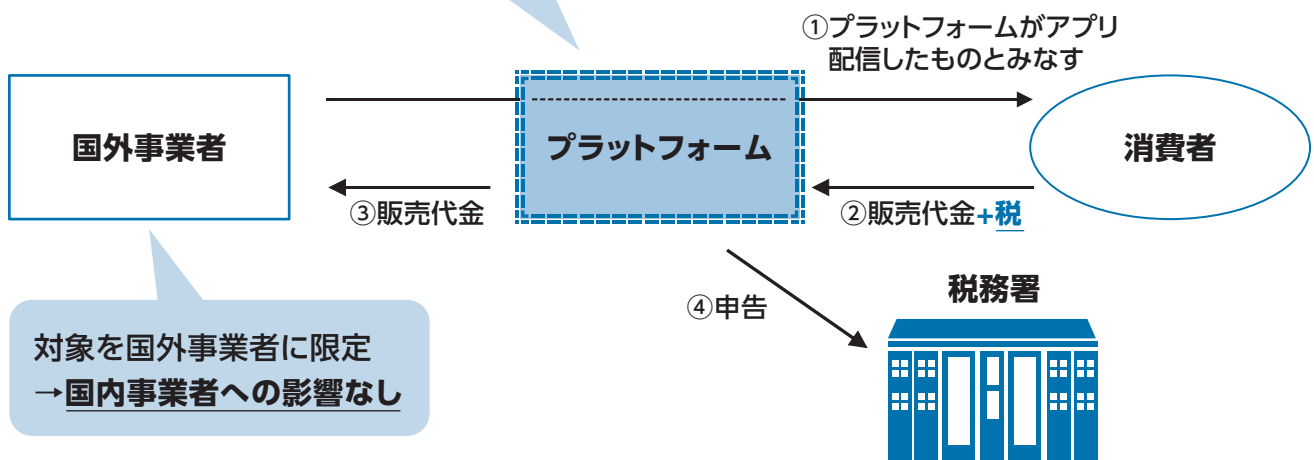 ①プラットフォームがアプリ
配信したものとみなす
国外事業者
プラットフォーム
消費者
③販売代金
②販売代金+税
④申告
税務署
対象を国外事業者に限定
→国内事業者への影響なし